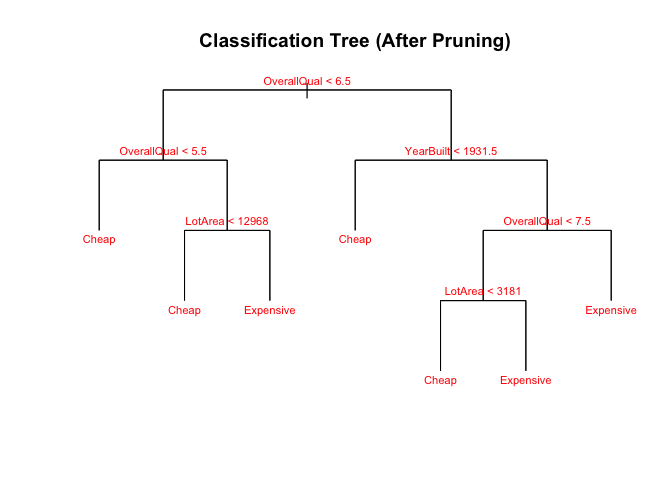 Classification Tree (After Pruning)
OverallQual < 6.5
OverallQual < 5.5
YearBuilt < 1931.5
LotArea < 12968
OverallQual < 7.5
Cheap
Cheap
LotArea < 3181
Cheap
Expensive
Expensive
Cheap
Expensive